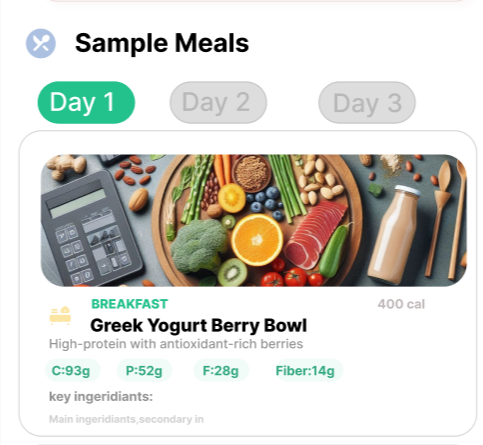 Sample Meals
Day 1 Day 2 Day 3
BREAKFAST 400 cal
Greek Yogurt Berry Bowl
High-protein with antioxidant-rich berries
C:93g P:52g F:28g Fiber:14g
key ingeridiants:
Main ingeridiants,secondary in